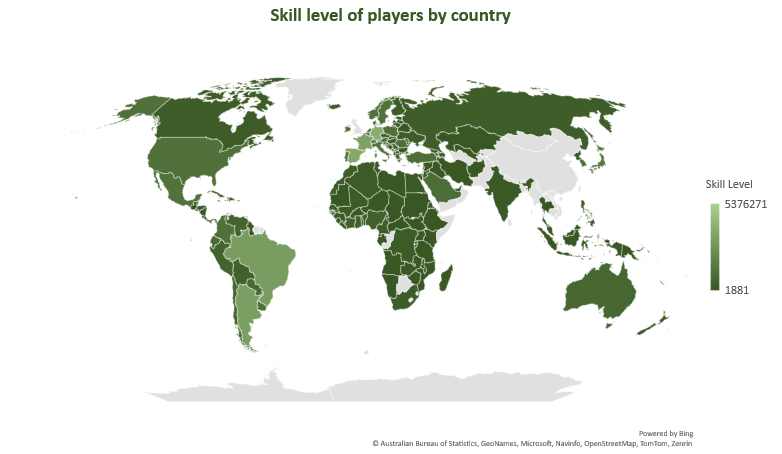 Skill level of players by country
Skill Level
5376271
1881
Powered by Bing
© Australian Bureau of Statistics, GeoNames, Microsoft, Navinfo, OpenStreetMap, TomTom, Zenrin